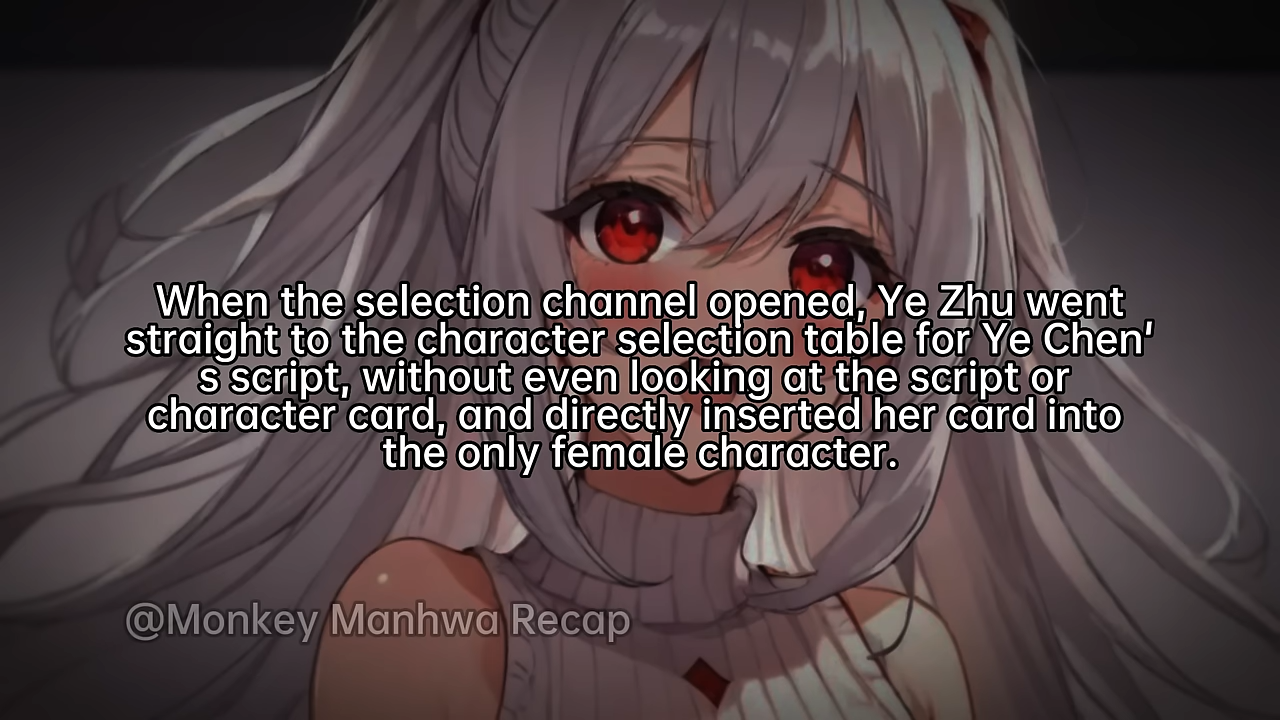 When the selection channel opened, Ye Zhu went
straight to the character selection table for Ye Chen'
s script, without even looking at the script or
character card, and directly inserted her card into
the only female character.
@Monkey Manhwa Recap